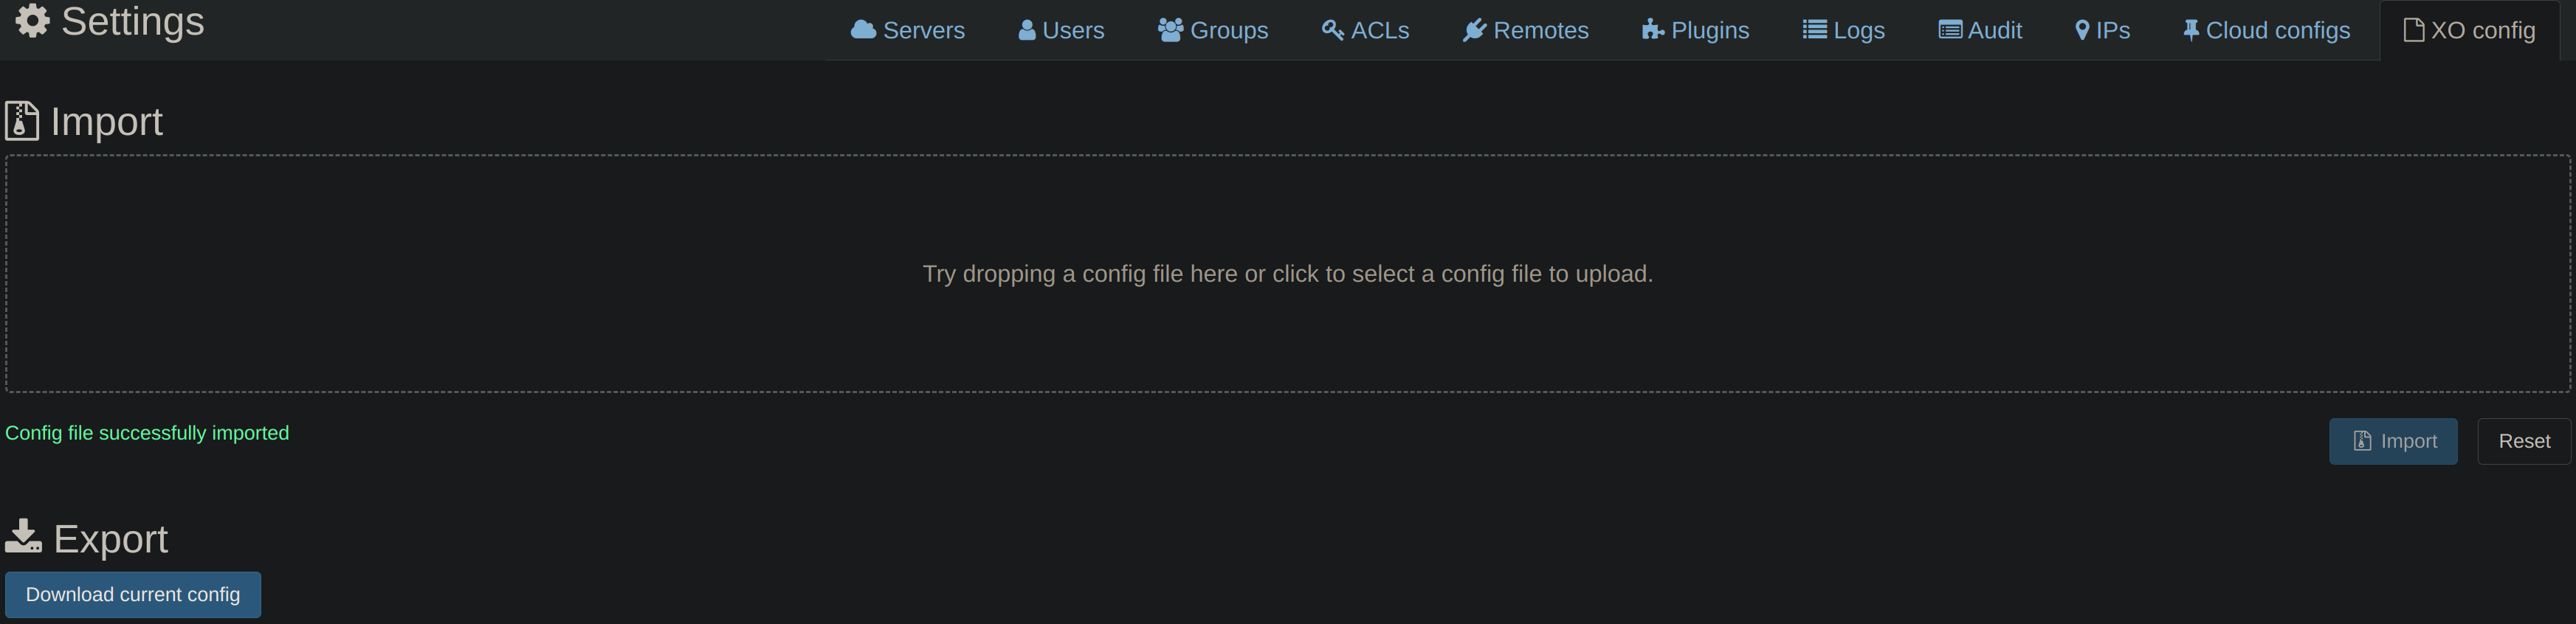 Settings
Servers Users Groups ACLs Remotes Plugins Logs Audit IPs Cloud configs XO config
Import
Try dropping a config file here or click to select a config file to upload.
Config file successfully imported
Import Reset
Export
Download current config